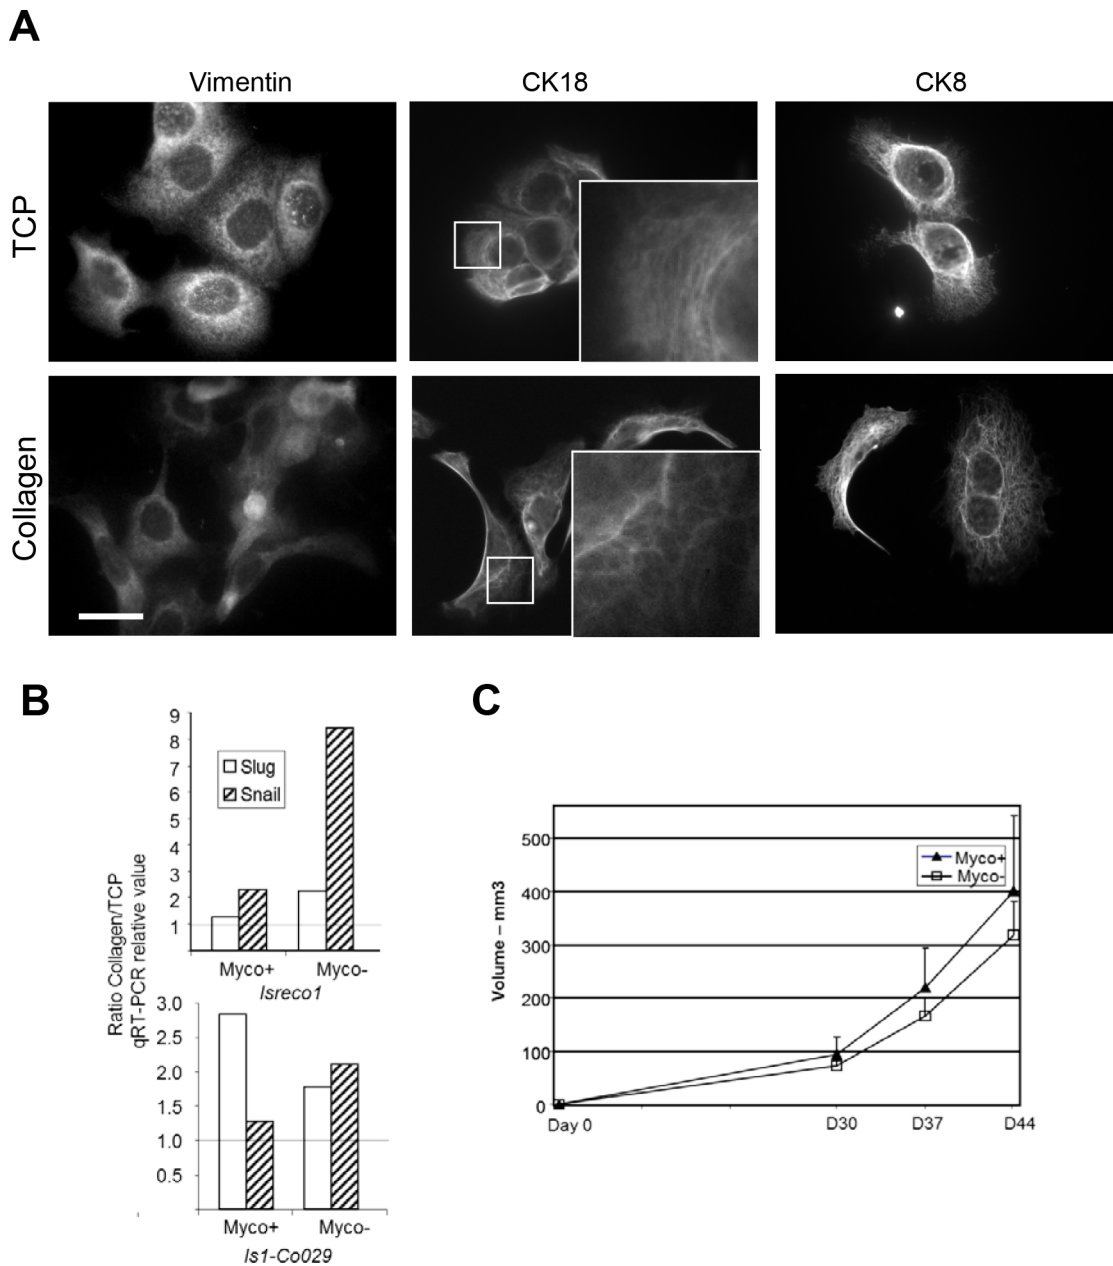 A
Vimentin
CK18
CK8
TCP
Collagen
B
Ratio Collagen/TCP
qRT-PCR relative value
9
8
7
6
5
4
3
2
1
Slug
Snail
Myco+
Myco-
Isreco1
3.0
2.5
2.0
1.5
1.0
0.5
Myco+
Myco-
Is1-Co029
C
Volume – mm3
500
400
300
200
100
0
Myco+
Myco-
Day 0
D30
D37
D44